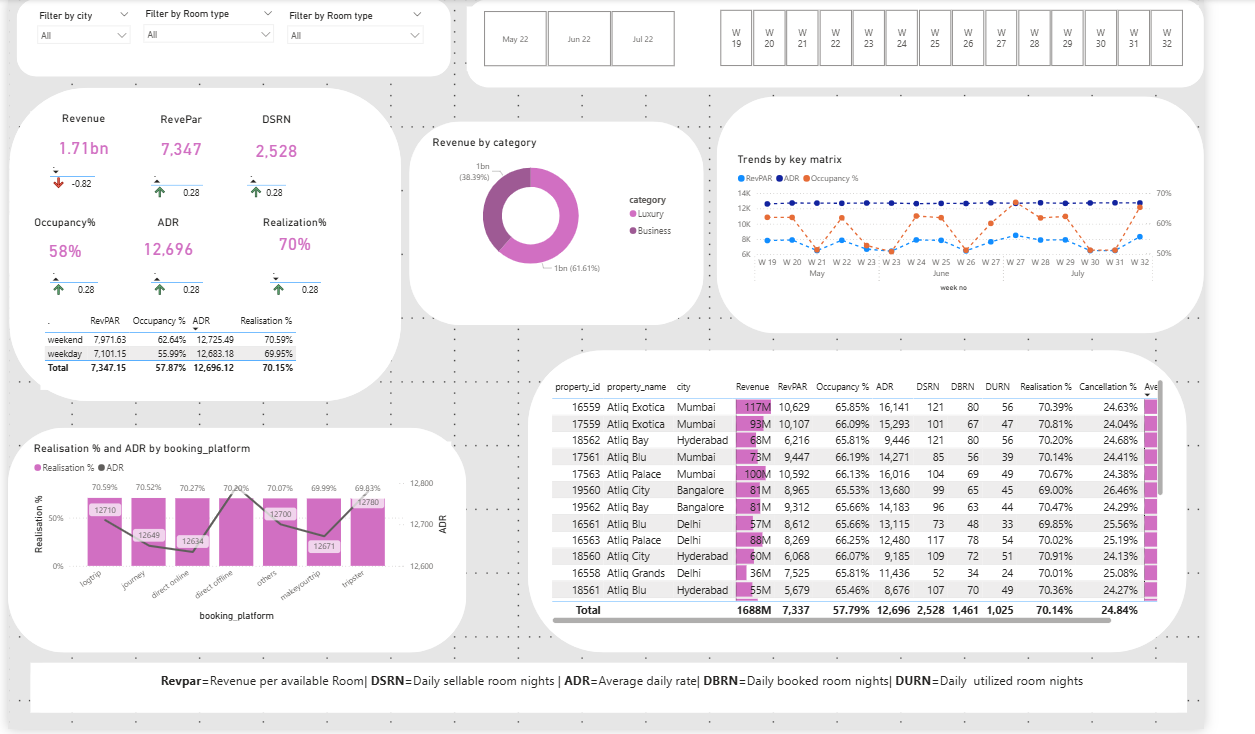 Filter by city
All
Filter by Room type
All
Filter by Room type
All
May 22 Jun 22 Jul 22
W 19 W 20 W 21 W 22 W 23 W 24 W 25 W 26 W 27 W 28 W 29 W 30 W 31 W 32
Revenue RevePar DSRN
1.71bn 7,347 2,528
-0.82 0.28 0.28
Occupancy% ADR Realization%
58% 12,696 70%
0.28 0.28 0.28
. RevPAR Occupancy % ADR Realisation %
weekend 7,971.63 62.64% 12,725.49 70.59%
weekday 7,101.15 55.99% 12,683.18 69.95%
Total 7,347.15 57.87% 12,696.12 70.15%
Revenue by category
1bn
(38.39%)
1bn (61.61%)
category
Luxury
Business
Trends by key matrix
RevPAR ADR Occupancy %
14K
12K
10K
8K
6K
70%
60%
50%
W 19 W 20 W 21 W 22 W 23 W 23 W 24 W 25 W 26 W 27 W 27 W 28 W 29 W 30 W 31 W 32
May June July
week no
Realisation % and ADR by booking_platform
Realisation % ADR
70.59% 70.52% 70.27% 70.20% 70.07% 69.99% 69.83%
12710 12649 12634 12700 12671 12780
Realisation %
50%
0%
12,800
12,700
12,600
ADR
logtrip journey direct online direct offline others makeyourtrip tripster
booking_platform
property_id property_name city Revenue RevPAR Occupancy % ADR DSRN DBRN DURN Realisation % Cancellation % Ave
16559 Atliq Exotica Mumbai 117M 10,629 65.85% 16,141 121 80 56 70.39% 24.63%
17559 Atliq Exotica Mumbai 93M 10,107 66.09% 15,293 101 67 47 70.81% 24.04%
18562 Atliq Bay Hyderabad 68M 6,216 65.81% 9,446 121 80 56 70.20% 24.68%
17561 Atliq Blu Mumbai 73M 9,447 66.19% 14,271 85 56 39 70.14% 24.41%
17563 Atliq Palace Mumbai 100M 10,592 66.13% 16,016 104 69 49 70.67% 24.38%
19560 Atliq City Bangalore 81M 8,965 65.53% 13,680 99 65 45 69.00% 26.46%
19562 Atliq Bay Bangalore 81M 9,312 65.66% 14,183 96 63 44 70.47% 24.29%
16561 Atliq Blu Delhi 57M 8,612 65.66% 13,115 73 48 33 69.85% 25.56%
16563 Atliq Palace Delhi 88M 8,269 66.25% 12,480 117 78 54 70.02% 25.19%
18560 Atliq City Hyderabad 60M 6,068 66.07% 9,185 109 72 51 70.91% 24.13%
16558 Atliq Grands Delhi 36M 7,525 65.81% 11,436 52 34 24 70.01% 25.08%
18561 Atliq Blu Hyderabad 55M 5,679 65.46% 8,676 107 70 49 70.36% 24.27%
Total 1688M 7,337 57.79% 12,696 2,528 1,461 1,025 70.14% 24.84%
Revpar=Revenue per available Room| DSRN=Daily sellable room nights | ADR=Average daily rate| DBRN=Daily booked room nights| DURN=Daily utilized room nights